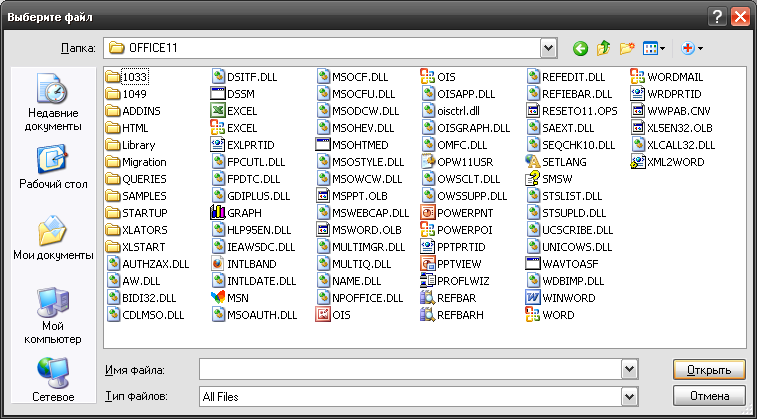 Выберите файл
Папка: OFFICE11
Недавние документы
Рабочий стол
Мои документы
Мой компьютер
Сетевое
1033
1049
ADDINS
HTML
Library
Migration
QUERIES
SAMPLES
STARTUP
XLATORS
XLSTART
AUTHZAX.DLL
AW.DLL
BIDI32.DLL
CDLMSO.DLL
DSITF.DLL
DSSM
EXCEL
EXCEL
EXLPRTID
FPCUTL.DLL
FPDTC.DLL
GDIPLUS.DLL
GRAPH
HLP95EN.DLL
IEAWSDC.DLL
INTLBAND
INTLDATE.DLL
MSN
MSOAUTH.DLL
MSOCF.DLL
MSOCFU.DLL
MSODCW.DLL
MSOHEV.DLL
MSOHTMED
MSOSTYLE.DLL
MSOWCW.DLL
MSPPT.OLB
MSWEBCAP.DLL
MSWORD.OLB
MULTIMGR.DLL
MULTIQ.DLL
NAME.DLL
NPOFFICE.DLL
OIS
OIS
OISAPP.DLL
oisctrl.dll
OISGRAPH.DLL
OMFC.DLL
OPW11USR
OWSCLT.DLL
OWSSUPP.DLL
POWERPNT
POWERPOI
PPTPRTID
PPTVIEW
PROFLWIZ
REFBAR
REFBARH
REFEDIT.DLL
REFIEBAR.DLL
RESETO11.OPS
SAEXT.DLL
SEQCHK10.DLL
SETLANG
SMSW
STSLIST.DLL
STSUPLD.DLL
UCSCRIBE.DLL
UNICOWS.DLL
WAVTOASF
WDBIMP.DLL
WINWORD
WORD
WORDMAIL
WRDPRTID
WWPAB.CNV
XL5EN32.OLB
XLCALL32.DLL
XML2WORD
Имя файла:
Открыть
Тип файлов: All Files
Отмена